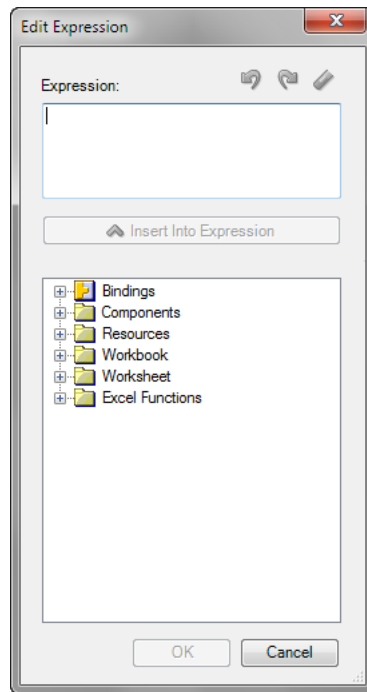 Edit Expression
Expression:
Insert Into Expression
Bindings
Components
Resources
Workbook
Worksheet
Excel Functions
OK Cancel